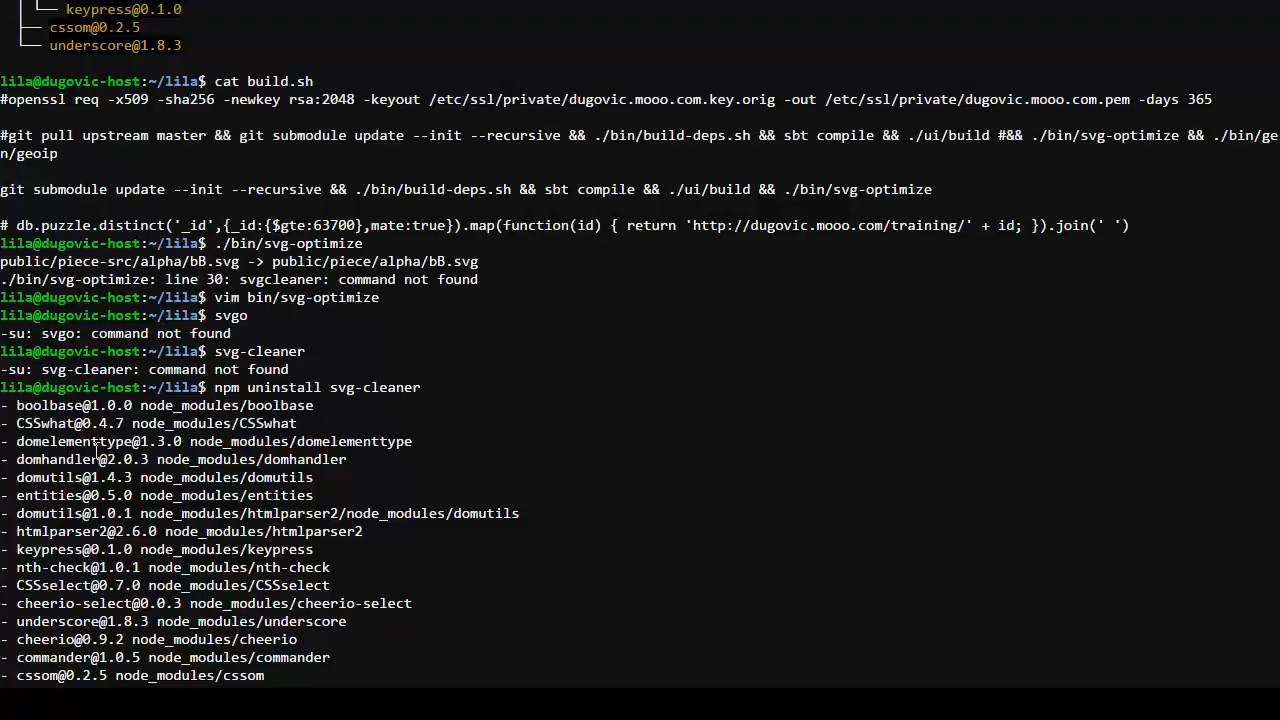 │ └── keypress@0.1.0
├── cssom@0.2.5
└── underscore@1.8.3
lila@dugovic-host:~/lila$ cat build.sh
#openssl req -x509 -sha256 -newkey rsa:2048 -keyout /etc/ssl/private/dugovic.mooo.com.key.orig -out /etc/ssl/private/dugovic.mooo.com.pem -days 365
#git pull upstream master && git submodule update --init --recursive && ./bin/build-deps.sh && sbt compile && ./ui/build #&& ./bin/svg-optimize && ./bin/ge
n/geoip
git submodule update --init --recursive && ./bin/build-deps.sh && sbt compile && ./ui/build && ./bin/svg-optimize
# db.puzzle.distinct('_id',{_id:{$gte:63700},mate:true}).map(function(id) { return 'http://dugovic.mooo.com/training/' + id; }).join(' ')
lila@dugovic-host:~/lila$ ./bin/svg-optimize
public/piece-src/alpha/bB.svg -> public/piece/alpha/bB.svg
./bin/svg-optimize: line 30: svgcleaner: command not found
lila@dugovic-host:~/lila$ vim bin/svg-optimize
lila@dugovic-host:~/lila$ svgo
-su: svgo: command not found
lila@dugovic-host:~/lila$ svg-cleaner
-su: svg-cleaner: command not found
lila@dugovic-host:~/lila$ npm uninstall svg-cleaner
- boolbase@1.0.0 node_modules/boolbase
- CSSwhat@0.4.7 node_modules/CSSwhat
- domelementtype@1.3.0 node_modules/domelementtype
- domhandler@2.0.3 node_modules/domhandler
- domutils@1.4.3 node_modules/domutils
- entities@0.5.0 node_modules/entities
- domutils@1.0.1 node_modules/htmlparser2/node_modules/domutils
- htmlparser2@2.6.0 node_modules/htmlparser2
- keypress@0.1.0 node_modules/keypress
- nth-check@1.0.1 node_modules/nth-check
- CSSselect@0.7.0 node_modules/CSSselect
- cheerio-select@0.0.3 node_modules/cheerio-select
- underscore@1.8.3 node_modules/underscore
- cheerio@0.9.2 node_modules/cheerio
- commander@1.0.5 node_modules/commander
- cssom@0.2.5 node_modules/cssom